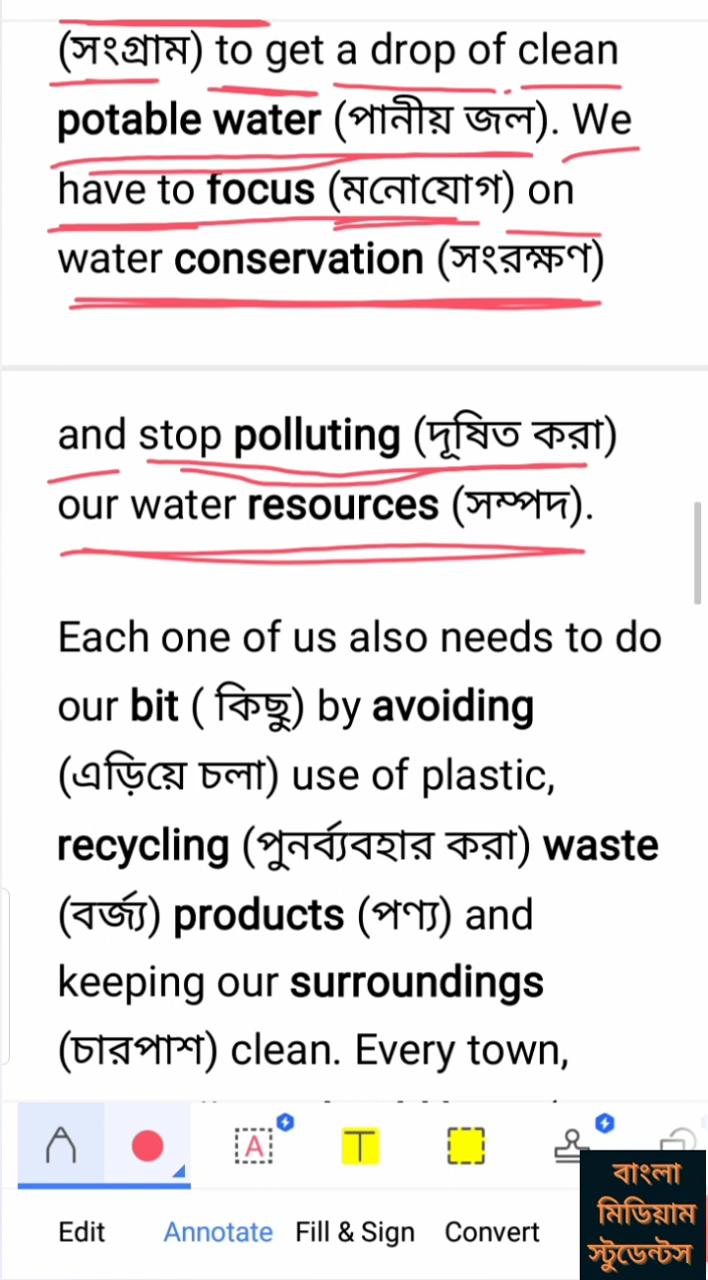 (সংগ্রাম) to get a drop of clean
potable water (পানীয় জল). We
have to focus (মনোযোগ) on
water conservation (সংরক্ষণ)
and stop polluting (দূষিত করা)
our water resources (সম্পদ).
Each one of us also needs to do
our bit ( কিছু) by avoiding
(এড়িয়ে চলা) use of plastic,
recycling (পুনর্ব্যবহার করা) waste
(বর্জ্য) products (পণ্য) and
keeping our surroundings
(চারপাশ) clean. Every town,
A T
Edit Annotate Fill & Sign Convert
বাংলা
মিডিয়াম
স্টুডেন্টস